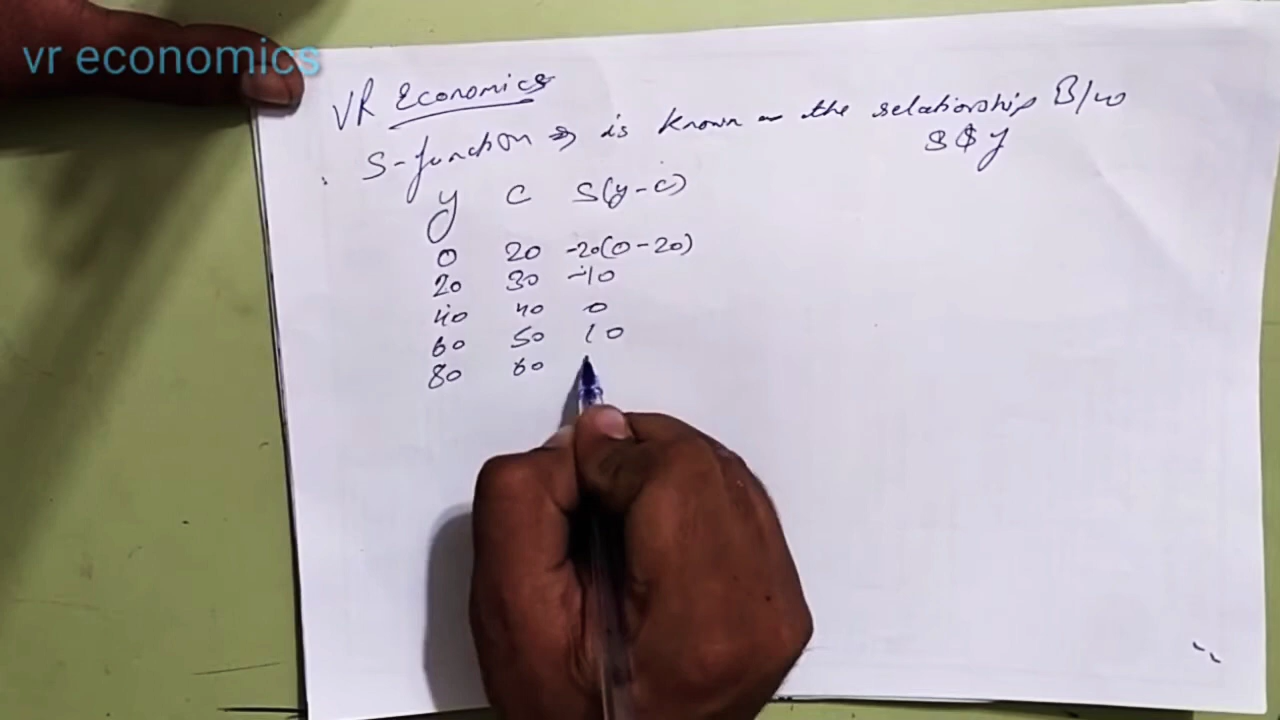 vr economics
VR Economics
S-function is known as the relationship B/w
S & y
y C S(y-c)
0 20 -20(0-20)
20 30 -10
40 40 0
60 50 10
80 60